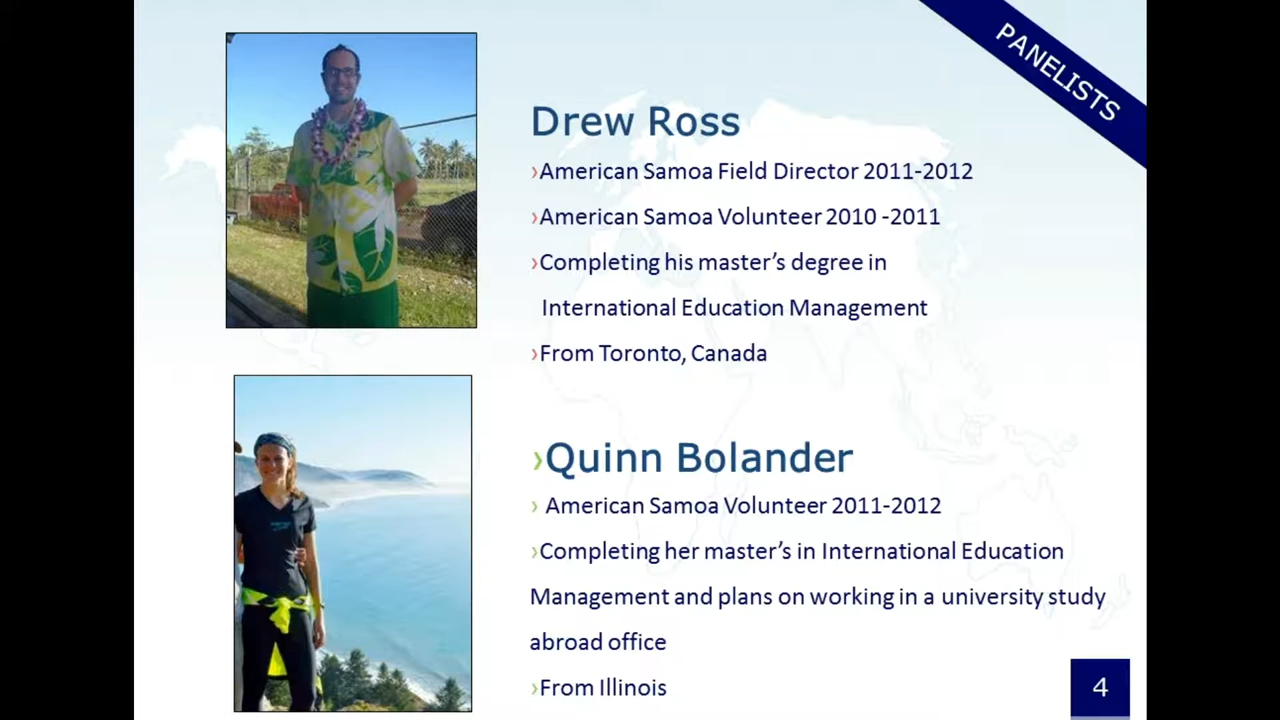 PANELISTS
Drew Ross
›American Samoa Field Director 2011-2012
›American Samoa Volunteer 2010 -2011
›Completing his master’s degree in
International Education Management
›From Toronto, Canada
›Quinn Bolander
› American Samoa Volunteer 2011-2012
›Completing her master’s in International Education
Management and plans on working in a university study
abroad office
›From Illinois
4